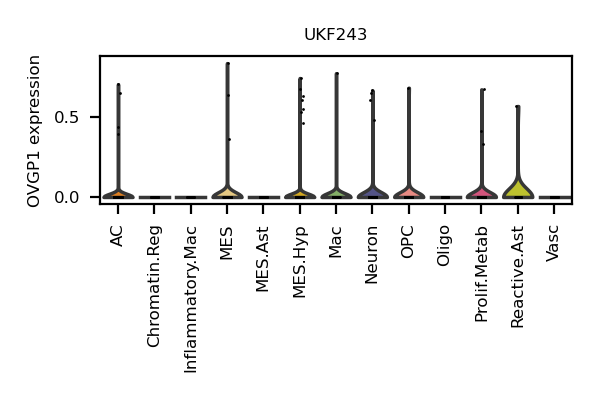 UKF243
OVGP1 expression
0.5
0.0
AC
Chromatin.Reg
Inflammatory.Mac
MES
MES.Ast
MES.Hyp
Mac
Neuron
OPC
Oligo
Prolif.Metab
Reactive.Ast
Vasc